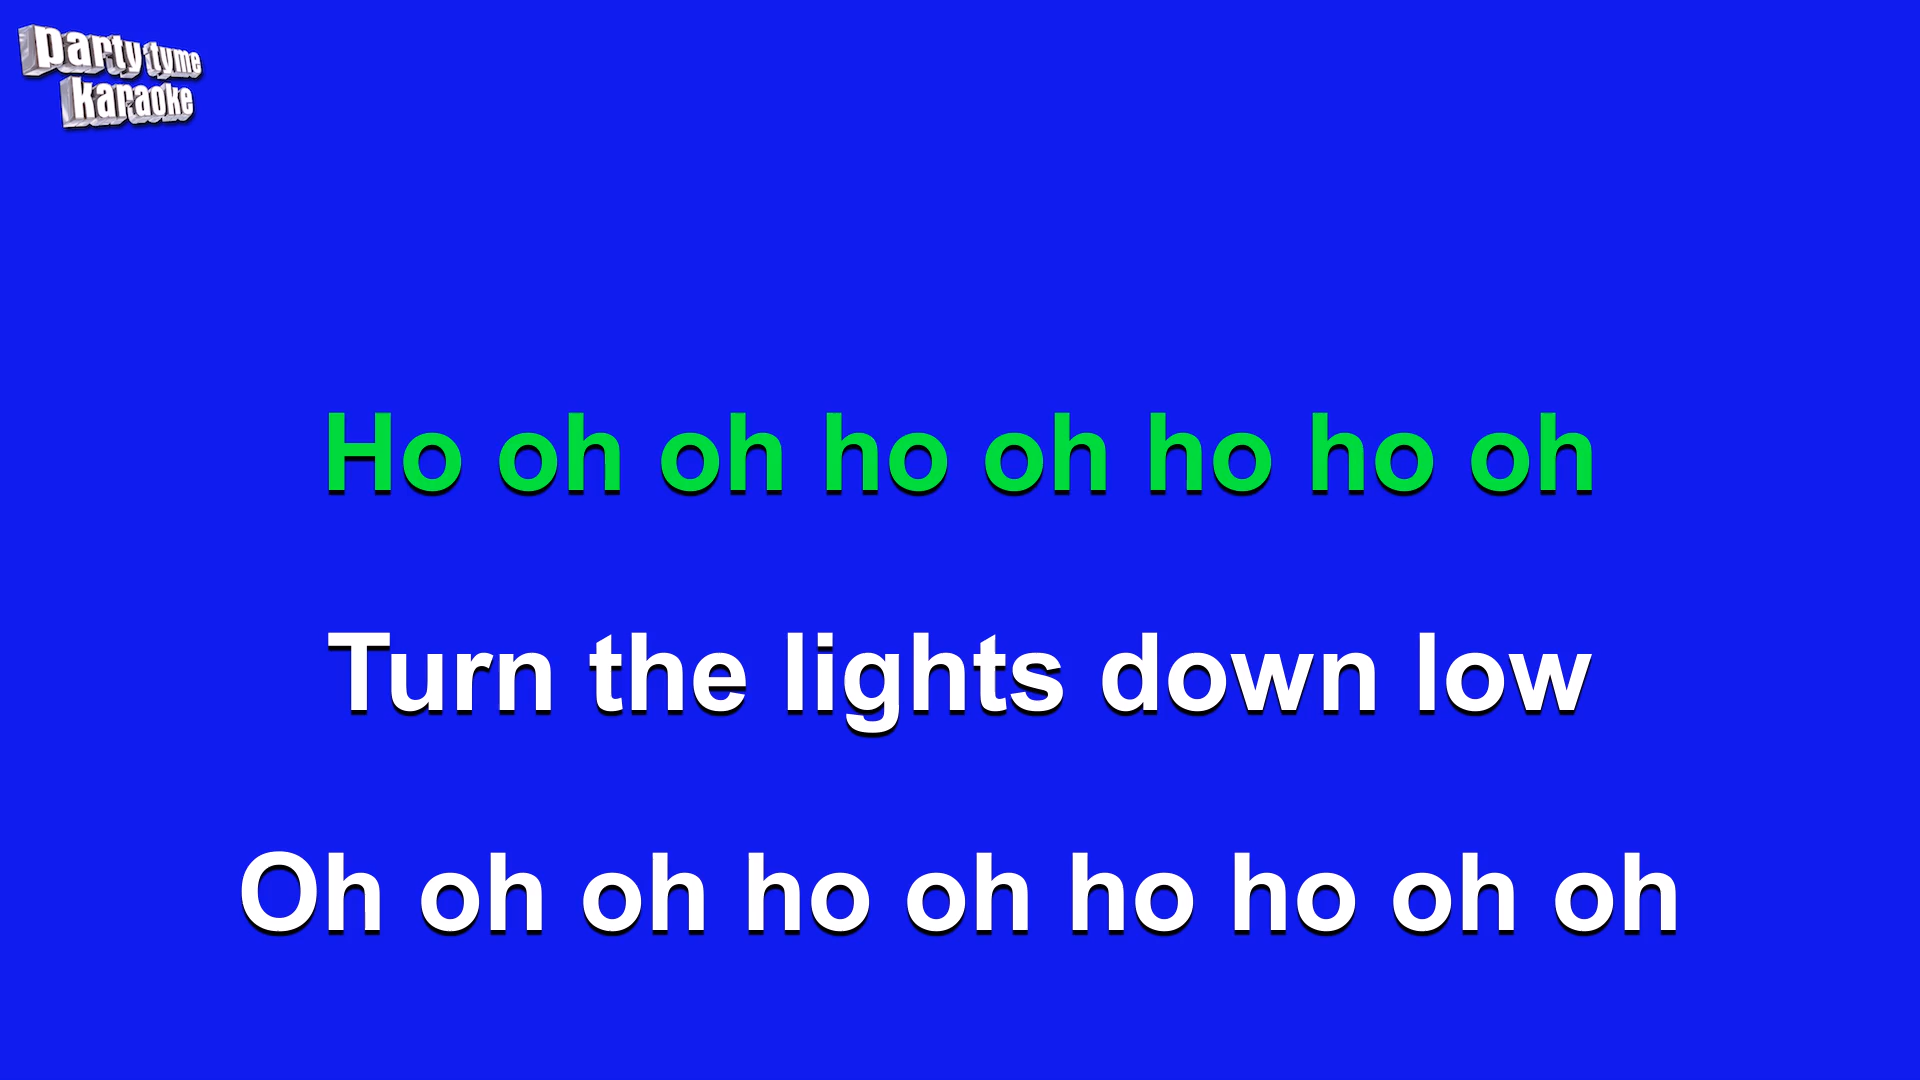 party tyme
karaoke
Ho oh oh ho oh ho ho oh
Turn the lights down low
Oh oh oh ho oh ho ho oh oh